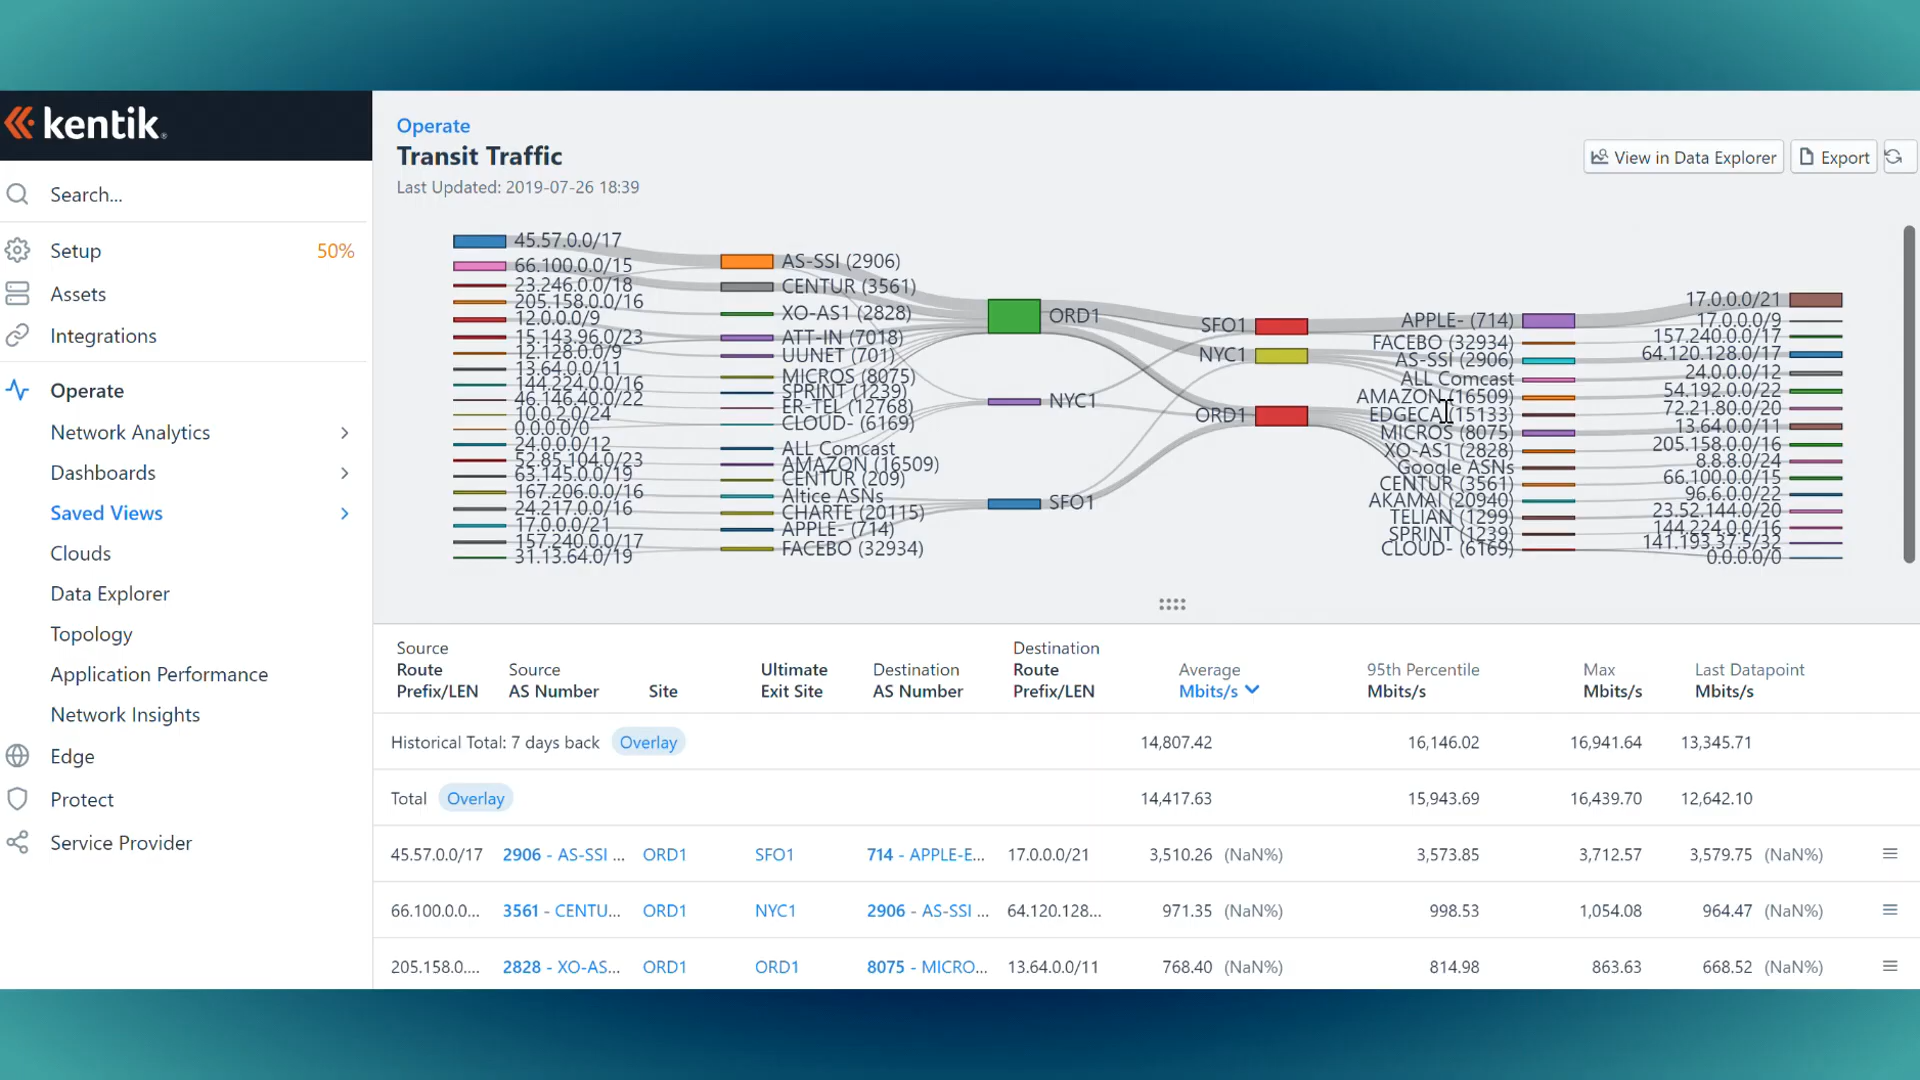 kentik
Search...
Setup 50%
Assets
Integrations
Operate
Network Analytics
Dashboards
Saved Views
Clouds
Data Explorer
Topology
Application Performance
Network Insights
Edge
Protect
Service Provider
Operate
Transit Traffic
Last Updated: 2019-07-26 18:39
View in Data Explorer
Export
45.57.0.0/17
66.100.0.0/15
23.246.0.0/18
205.158.0.0/16
12.0.0.0/9
15.143.96.0/23
12.128.0.0/9
13.64.0.0/11
144.224.0.0/16
46.146.40.0/22
10.0.2.0/24
0.0.0.0/0
24.0.0.0/12
52.85.104.0/23
63.145.0.0/19
167.206.0.0/16
24.217.0.0/16
17.0.0.0/21
157.240.0.0/17
31.13.64.0/19
AS-SSI (2906)
CENTUR (3561)
XO-AS1 (2828)
ATT-IN (7018)
UUNET (701)
MICROS (8075)
SPRINT (1239)
ER-TEL (12768)
CLOUD- (6169)
ALL Comcast
AMAZON (16509)
CENTUR (209)
Altice ASNs
CHARTE (20115)
APPLE- (714)
FACEBO (32934)
ORD1
NYC1
SFO1
SFO1
NYC1
ORD1
APPLE- (714)
FACEBO (32934)
AS-SSI (2906)
ALL Comcast
AMAZON (16509)
EDGECA (15133)
MICROS (8075)
XO-AS1 (2828)
Google ASNs
CENTUR (3561)
AKAMAI (20940)
TELIAN (1299)
SPRINT (1239)
CLOUD- (6169)
17.0.0.0/21
17.0.0.0/9
157.240.0.0/17
64.120.128.0/17
24.0.0.0/12
54.192.0.0/22
72.21.80.0/20
13.64.0.0/11
205.158.0.0/16
8.8.8.0/24
66.100.0.0/15
96.6.0.0/22
23.52.144.0/20
144.224.0.0/16
141.193.37.5/32
0.0.0.0/0
Source Route Prefix/LEN
Source AS Number
Site
Ultimate Exit Site
Destination AS Number
Destination Route Prefix/LEN
Average Mbits/s
95th Percentile Mbits/s
Max Mbits/s
Last Datapoint Mbits/s
Historical Total: 7 days back Overlay 14,807.42 16,146.02 16,941.64 13,345.71
Total Overlay 14,417.63 15,943.69 16,439.70 12,642.10
45.57.0.0/17 2906 - AS-SSI ... ORD1 SFO1 714 - APPLE-E... 17.0.0.0/21 3,510.26 (NaN%) 3,573.85 3,712.57 3,579.75 (NaN%)
66.100.0.0... 3561 - CENTU... ORD1 NYC1 2906 - AS-SSI ... 64.120.128... 971.35 (NaN%) 998.53 1,054.08 964.47 (NaN%)
205.158.0.... 2828 - XO-AS... ORD1 ORD1 8075 - MICRO... 13.64.0.0/11 768.40 (NaN%) 814.98 863.63 668.52 (NaN%)